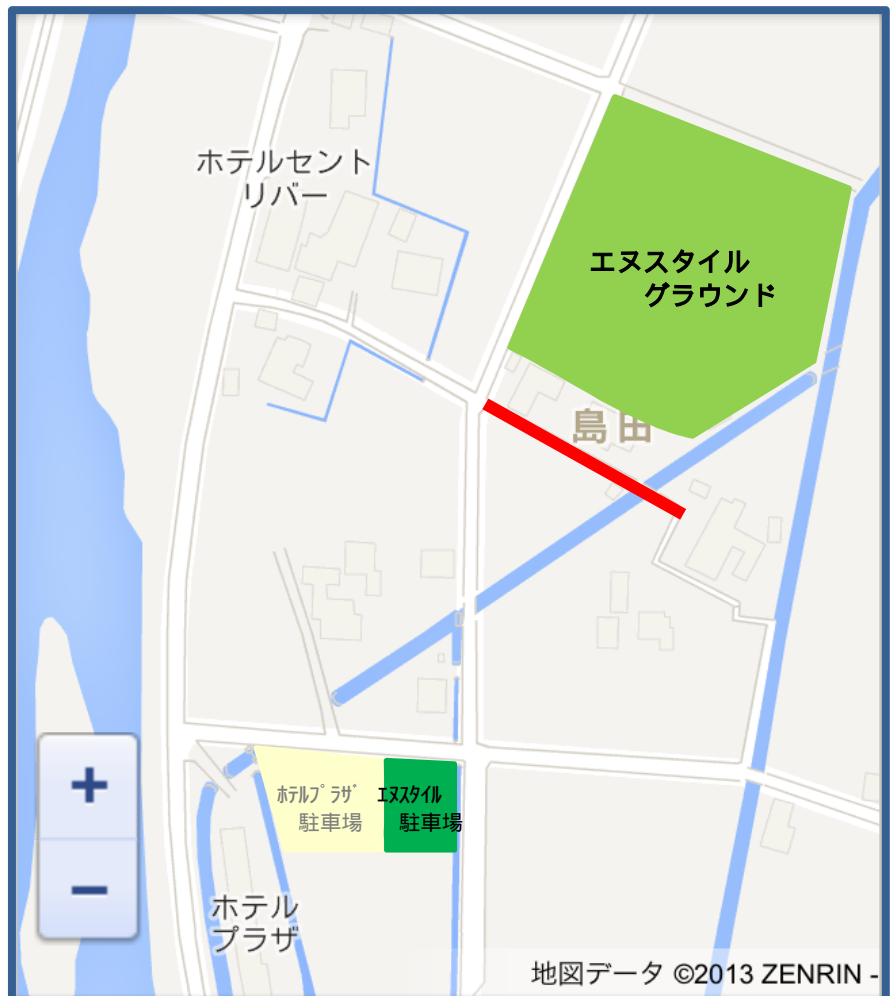 ホテルセント
リバー
エヌスタイル
グラウンド
島田
ホテルプラザ
駐車場
エヌスタイル
駐車場
+
−
ホテル
プラザ
地図データ ©2013 ZENRIN -